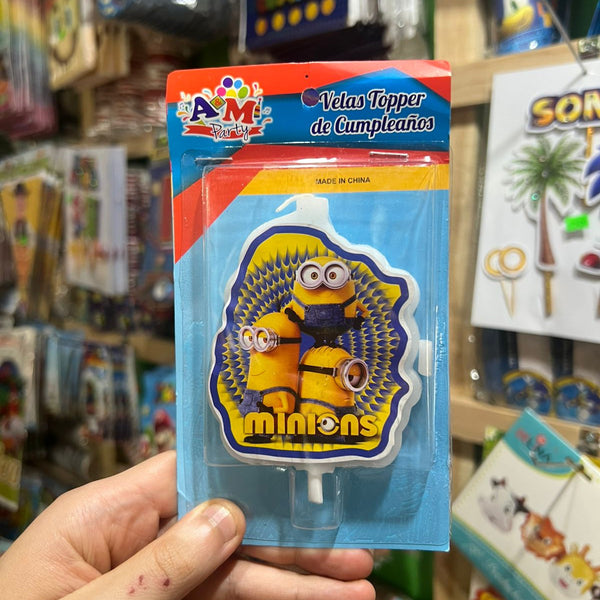 A&M
Party
Velas Topper
de Cumpleaños
MADE IN CHINA
MINIONS
SON